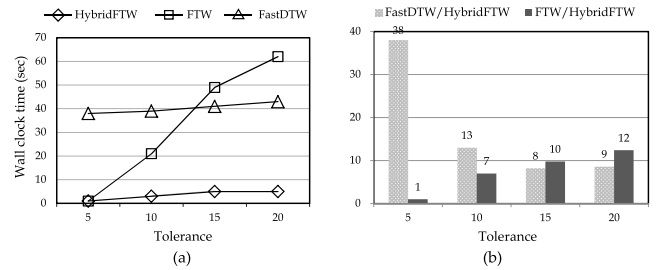 HybridFTW FTW FastDTW
Wall clock time (sec)
70
60
50
40
30
20
10
0
5 10 15 20
Tolerance
(a)
FastDTW/HybridFTW FTW/HybridFTW
40
30
20
10
0
38
1
13
7
8
10
9
12
5 10 15 20
Tolerance
(b)